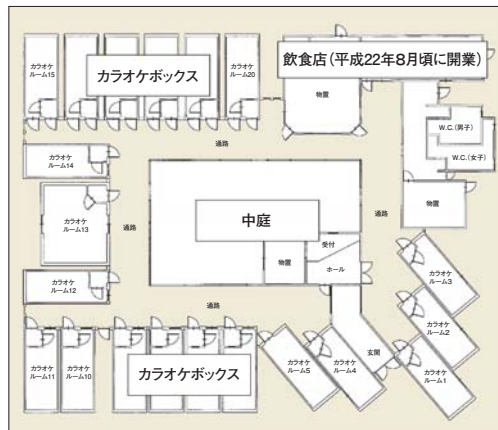 カラオケ
ルーム15
カラオケボックス
カラオケ
ルーム20
飲食店（平成22年8月頃に開業）
物置
W.C.（男子）
W.C.（女子）
通路
カラオケ
ルーム14
カラオケ
ルーム13
通路
中庭
通路
物置
受付
物置
ホール
カラオケ
ルーム3
カラオケ
ルーム12
通路
カラオケ
ルーム2
玄関
カラオケ
ルーム11
カラオケ
ルーム10
カラオケボックス
カラオケ
ルーム5
カラオケ
ルーム4
カラオケ
ルーム1